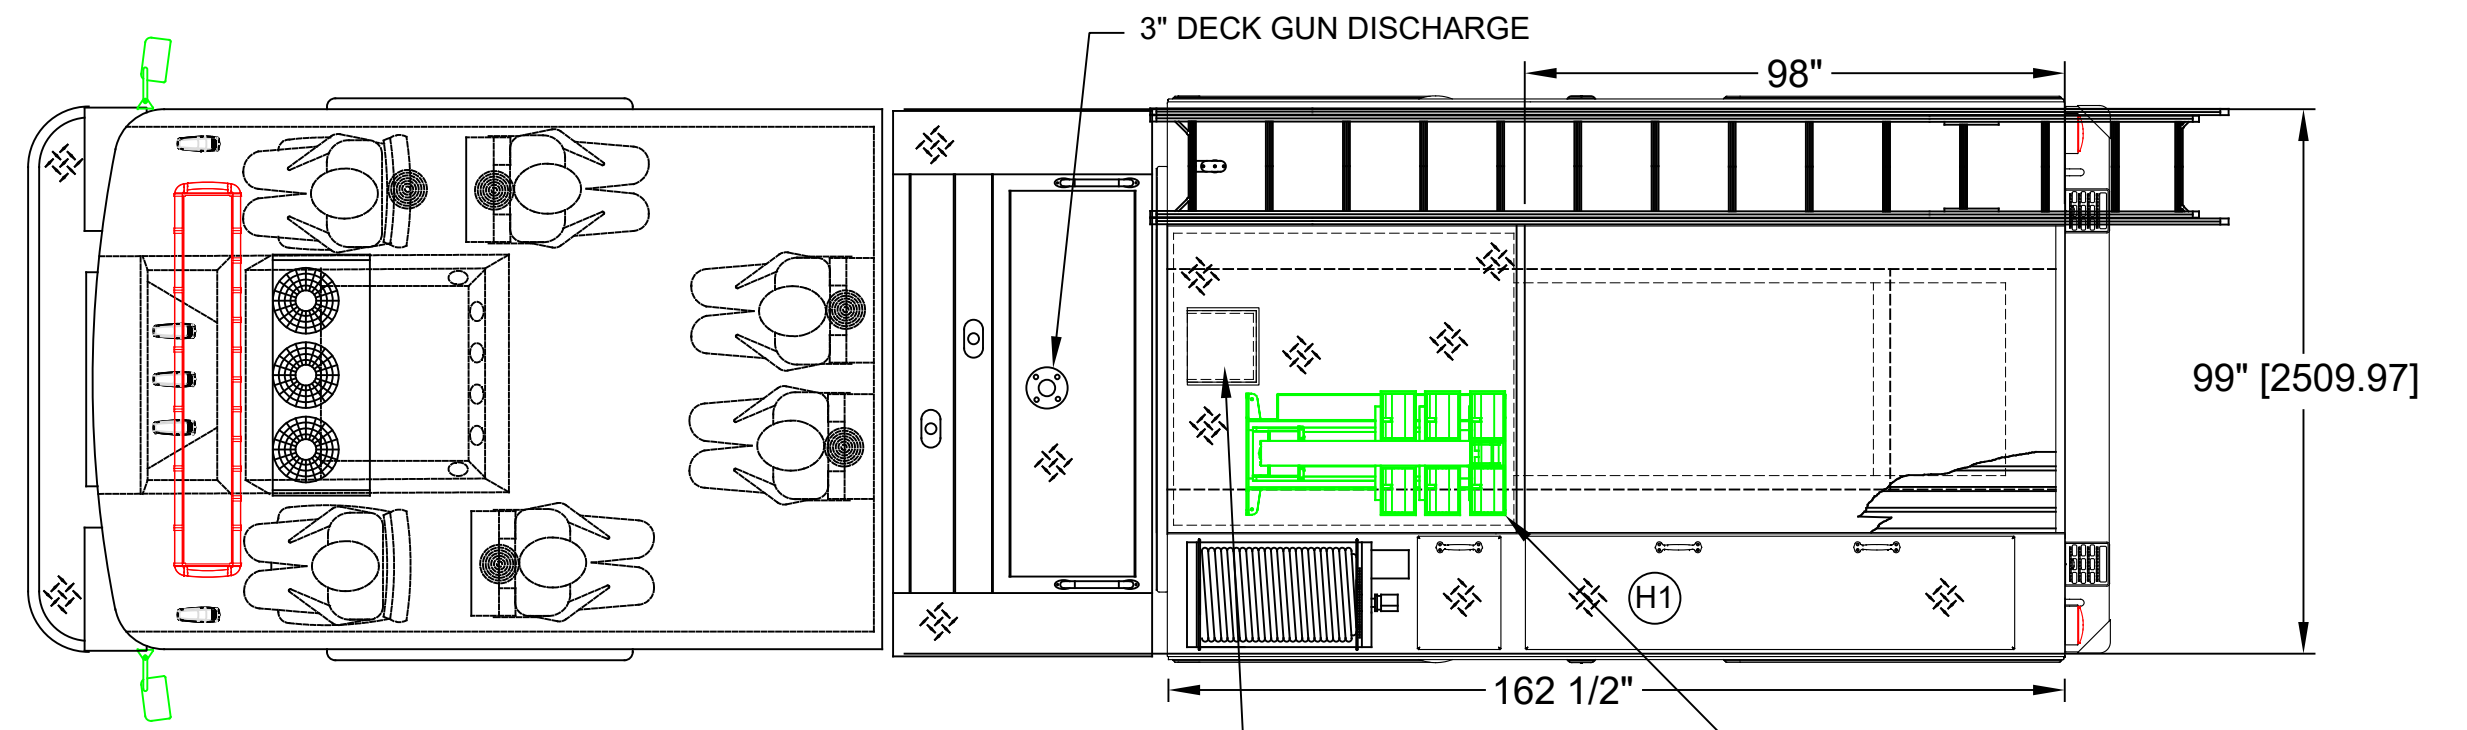 3" DECK GUN DISCHARGE
98"
99" [2509.97]
H1
162 1/2"